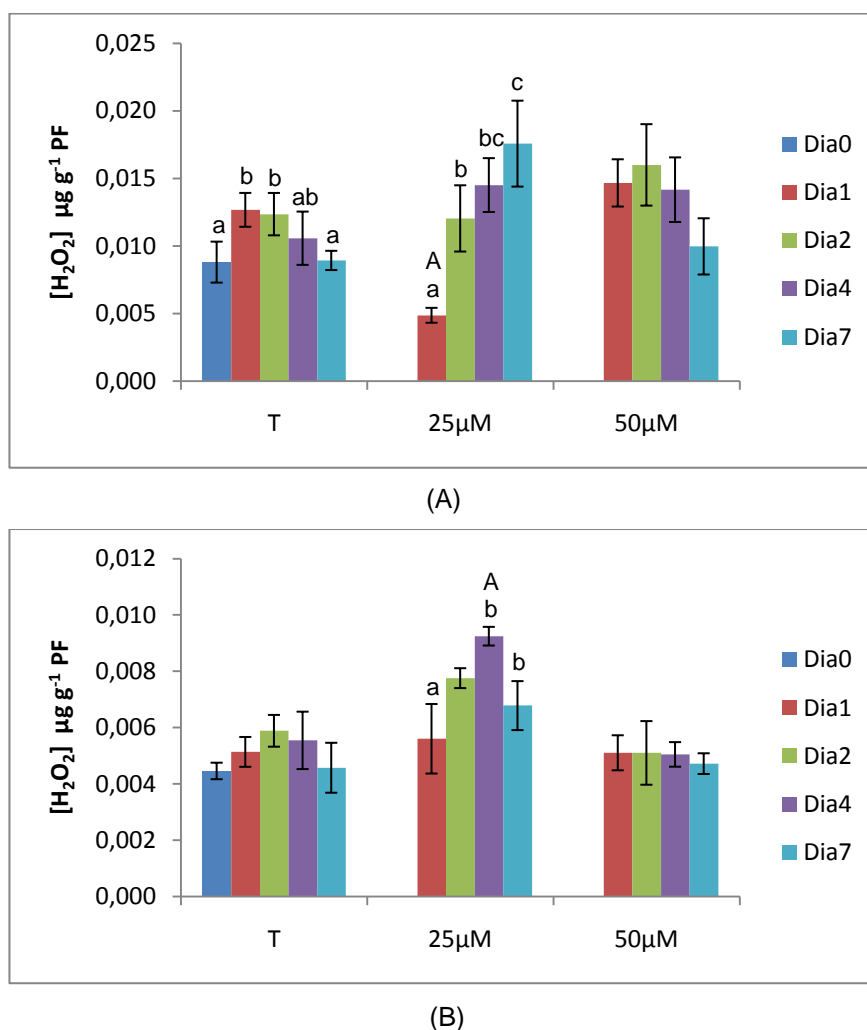 [H₂O₂] µg g⁻¹ PF
0,025
0,020
0,015
0,010
0,005
0,000
a
b
b
ab
a
A
a
b
bc
c
T
25µM
50µM
Dia0
Dia1
Dia2
Dia4
Dia7
(A)
[H₂O₂] µg g⁻¹ PF
0,012
0,010
0,008
0,006
0,004
0,002
0,000
a
A
b
b
T
25µM
50µM
Dia0
Dia1
Dia2
Dia4
Dia7
(B)